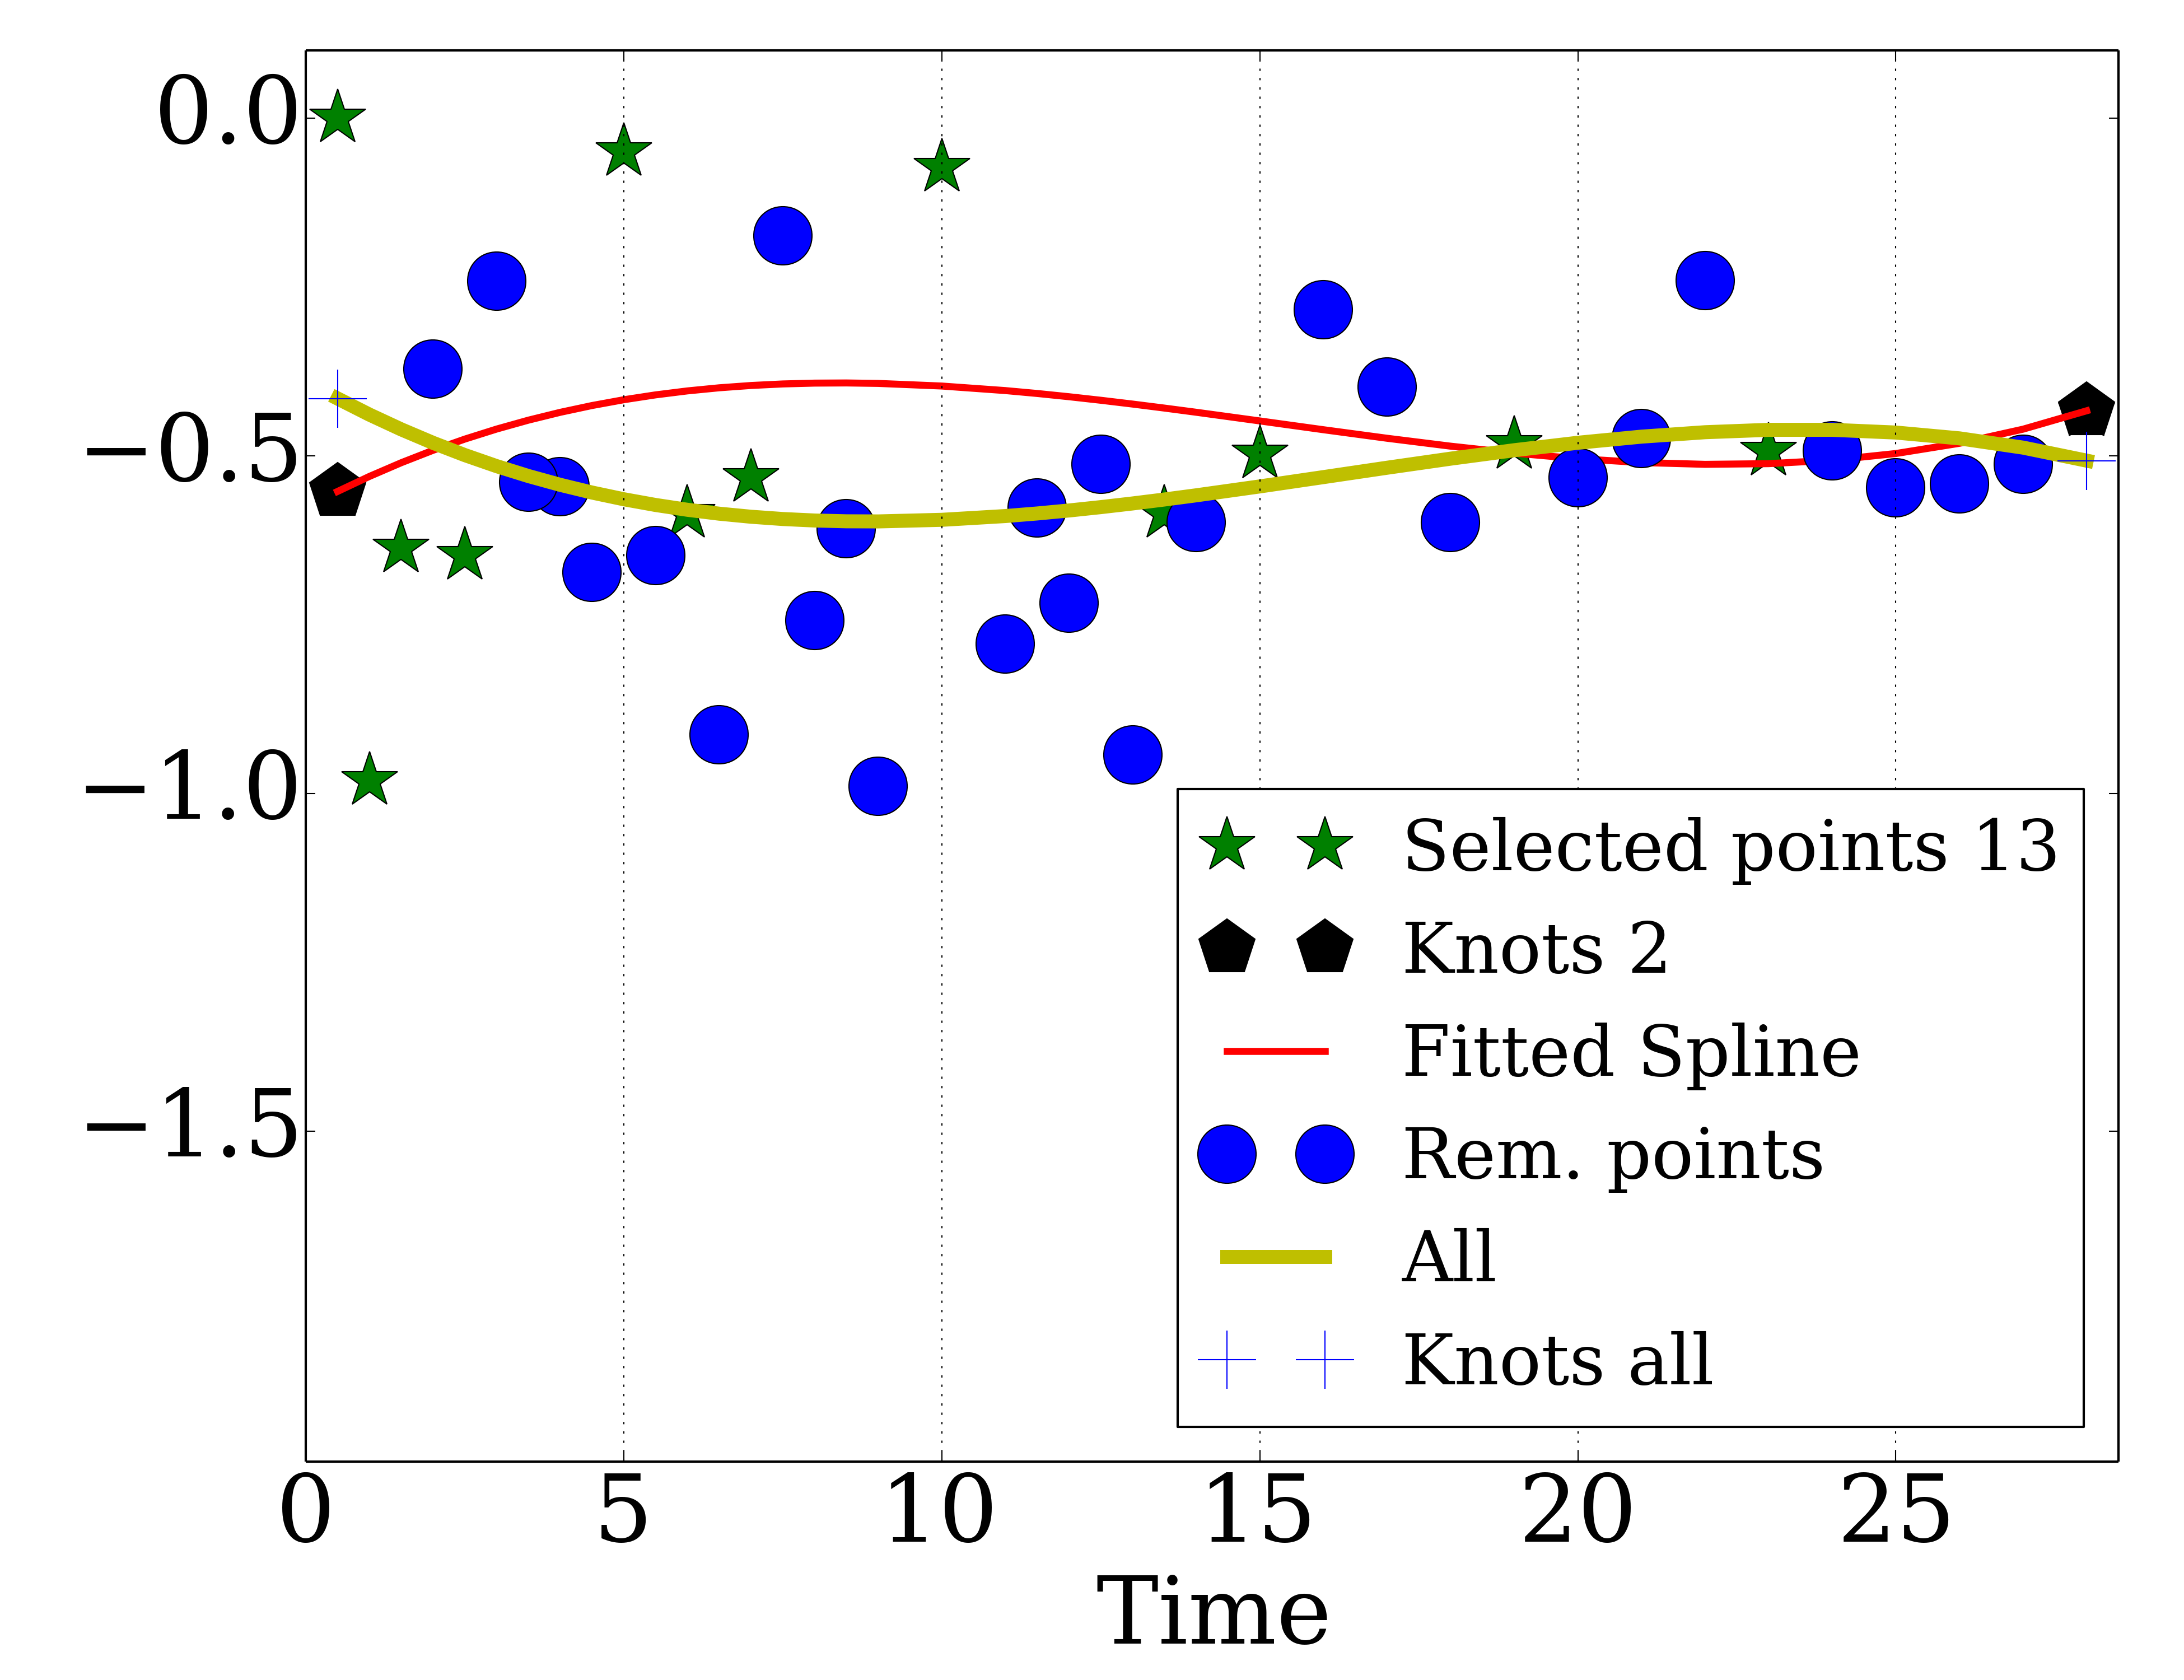 0.0
−0.5
−1.0
−1.5
Selected points 13
Knots 2
Fitted Spline
Rem. points
All
Knots all
0 5 10 15 20 25
Time